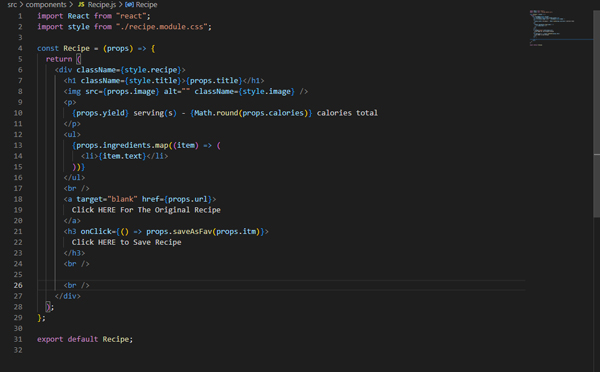 src > components > JS Recipe.js > Recipe
1 import React from "react";
2 import style from "./recipe.module.css";
3
4 const Recipe = (props) => {
5 return (
6 <div className={style.recipe}>
7 <h1 className={style.title}>{props.title}</h1>
8 <img src={props.image} alt="" className={style.image} />
9 <p>
10 {props.yield} serving(s) - {Math.round(props.calories)} calories total
11 </p>
12 <ul>
13 {props.ingredients.map((item) => (
14 <li>{item.text}</li>
15 ))}
16 </ul>
17 <br />
18 <a target="blank" href={props.url}>
19 Click HERE For The Original Recipe
20 </a>
21 <h3 onClick={() => props.saveAsFav(props.itm)}>
22 Click HERE to Save Recipe
23 </h3>
24 <br />
25
26 <br />
27 </div>
28 );
29 };
30
31 export default Recipe;
32